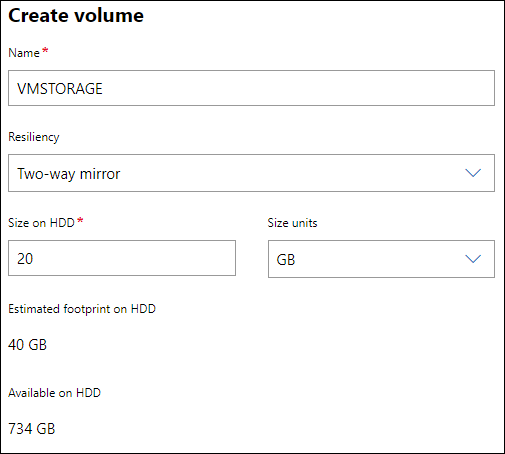 Create volume
Name*
VMSTORAGE
Resiliency
Two-way mirror
Size on HDD* Size units
20 GB
Estimated footprint on HDD
40 GB
Available on HDD
734 GB